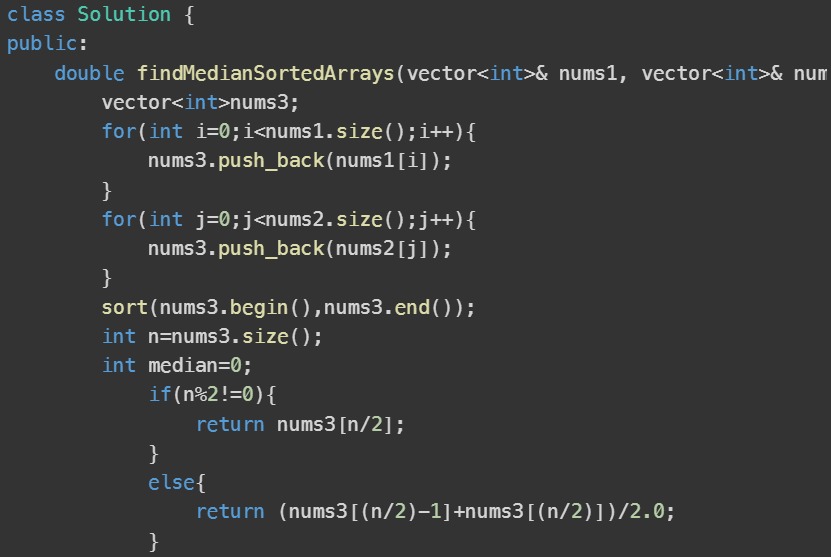 class Solution {
public:
    double findMedianSortedArrays(vector<int>& nums1, vector<int>& num
        vector<int>nums3;
        for(int i=0;i<nums1.size();i++){
            nums3.push_back(nums1[i]);
        }
        for(int j=0;j<nums2.size();j++){
            nums3.push_back(nums2[j]);
        }
        sort(nums3.begin(),nums3.end());
        int n=nums3.size();
        int median=0;
            if(n%2!=0){
                return nums3[n/2];
            }
            else{
                return (nums3[(n/2)-1]+nums3[(n/2)])/2.0;
            }